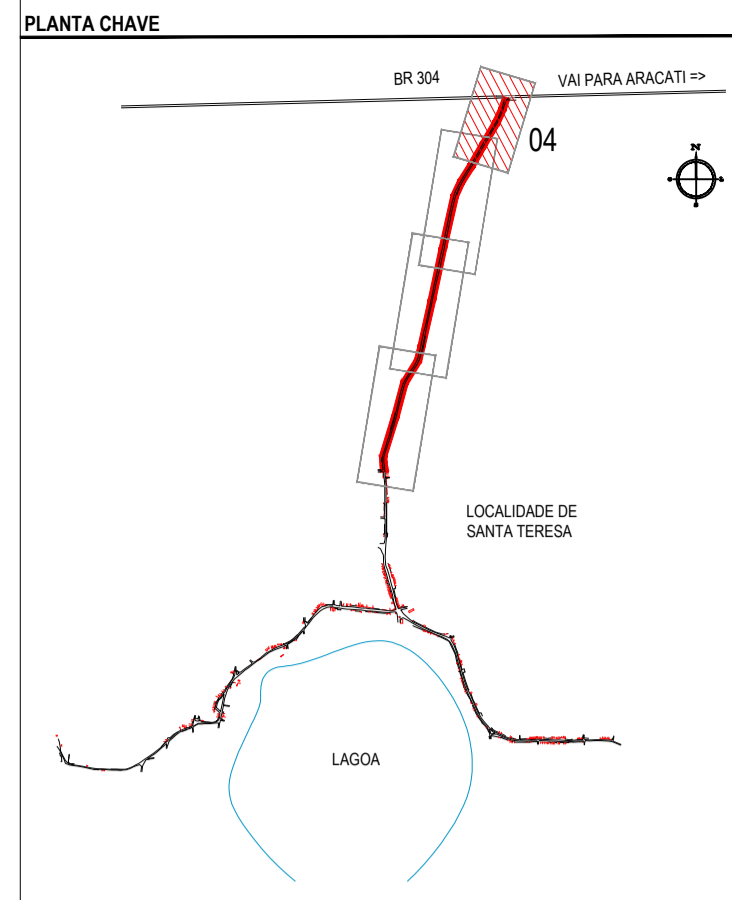 PLANTA CHAVE
BR 304
VAI PARA ARACATI =>
04
N
LOCALIDADE DE
SANTA TERESA
LAGOA